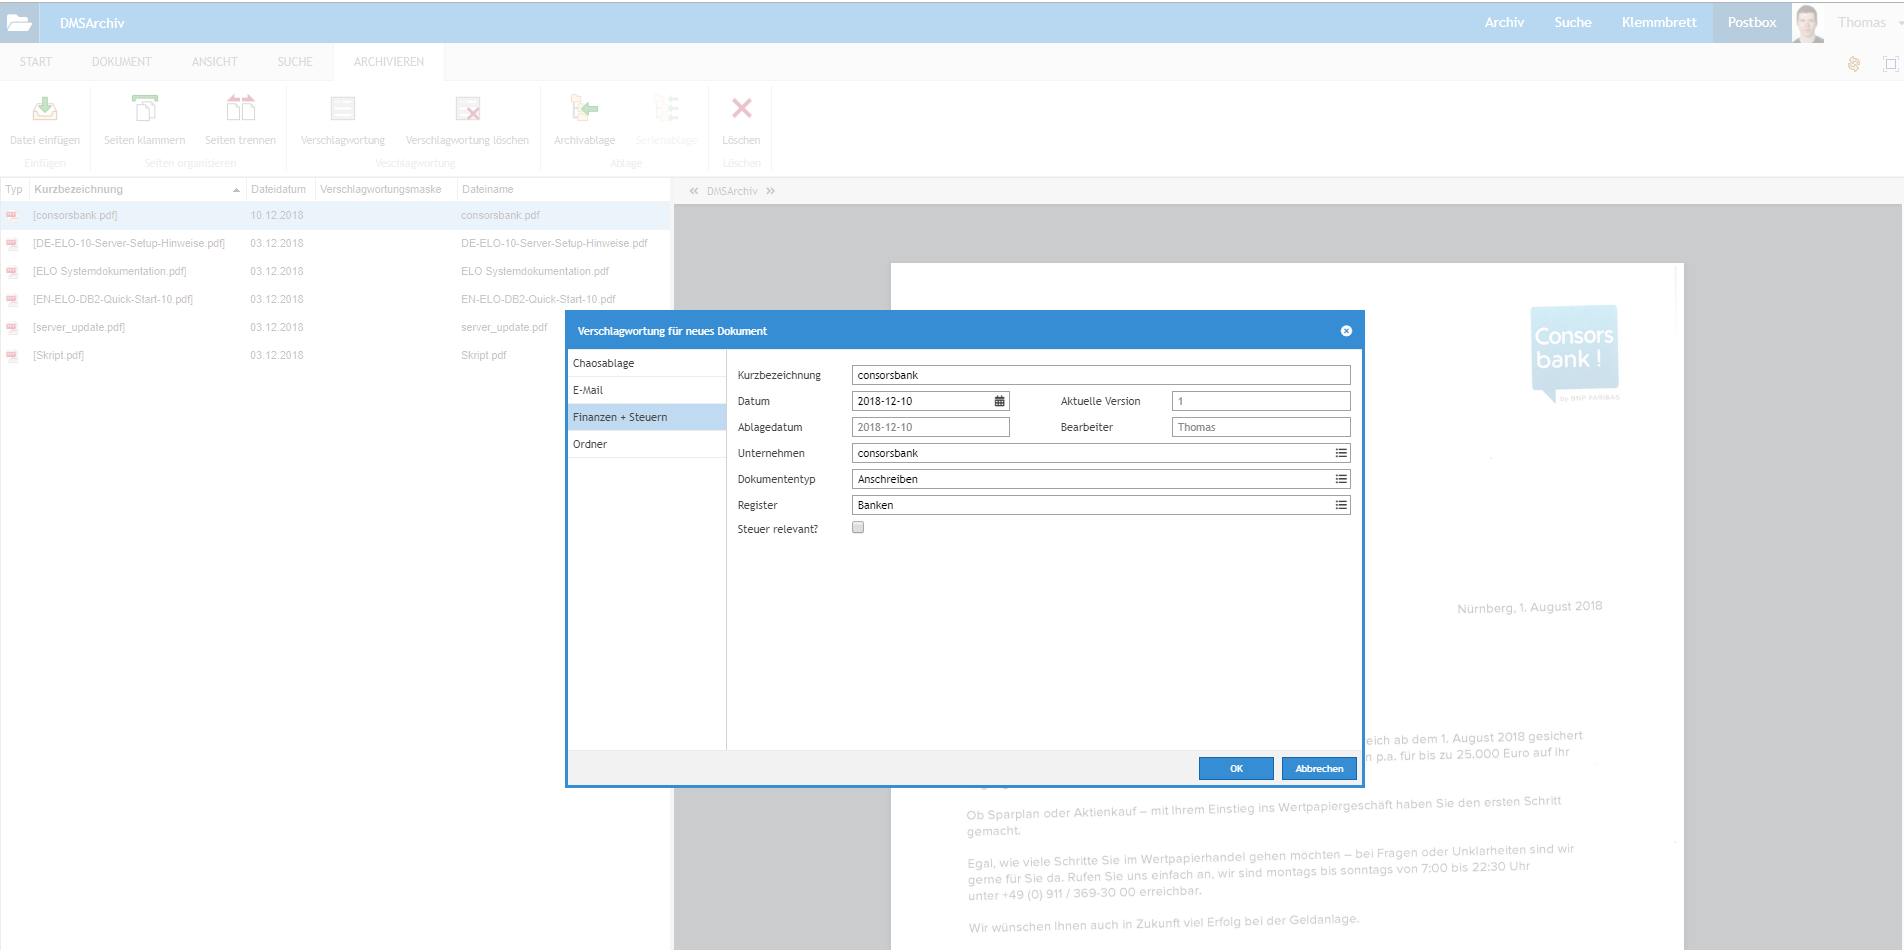 DMSArchiv Archiv Suche Klemmbrett Postbox Thomas
START DOKUMENT ANSICHT SUCHE ARCHIVIEREN
Datei einfügen Seiten klammern Seiten trennen Verschlagwortung Verschlagwortung löschen Archivablage Serienablage Löschen
Einfügen Seiten organisieren Veschlagwortung Ablage Löschen
Typ Kurzbezeichnung Dateidatum Verschlagwortungsmaske Dateiname
« DMSArchiv »
[consorsbank.pdf] 10.12.2018 consorsbank.pdf
[DE-ELO-10-Server-Setup-Hinweise.pdf] 03.12.2018 DE-ELO-10-Server-Setup-Hinweise.pdf
[ELO Systemdokumentation.pdf] 03.12.2018 ELO Systemdokumentation.pdf
[EN-ELO-DB2-Quick-Start-10.pdf] 03.12.2018 EN-ELO-DB2-Quick-Start-10.pdf
[server_update.pdf] 03.12.2018 server_update.pdf
[Skript.pdf] 03.12.2018 Skript.pdf
Verschlagwortung für neues Dokument
Chaosablage
E-Mail
Finanzen + Steuern
Ordner
Kurzbezeichnung consorsbank
Datum 2018-12-10 Aktuelle Version 1
Ablagedatum 2018-12-10 Bearbeiter Thomas
Unternehmen consorsbank
Dokumententyp Anschreiben
Register Banken
Steuer relevant?
OK Abbrechen
Consors
bank !
by BNP PARIBAS
Nürnberg, 1. August 2018
eich ab dem 1. August 2018 gesichert
n p.a. für bis zu 25.000 Euro auf Ihr
Ob Sparplan oder Aktienkauf – mit Ihrem Einstieg ins Wertpapiergeschäft haben Sie den ersten Schritt
gemacht.
Egal, wie viele Schritte Sie im Wertpapierhandel gehen möchten – bei Fragen oder Unklarheiten sind wir
gerne für Sie da. Rufen Sie uns einfach an, wir sind montags bis sonntags von 7:00 bis 22:30 Uhr
unter +49 (0) 911 / 369-30 00 erreichbar.
Wir wünschen Ihnen auch in Zukunft viel Erfolg bei der Geldanlage.